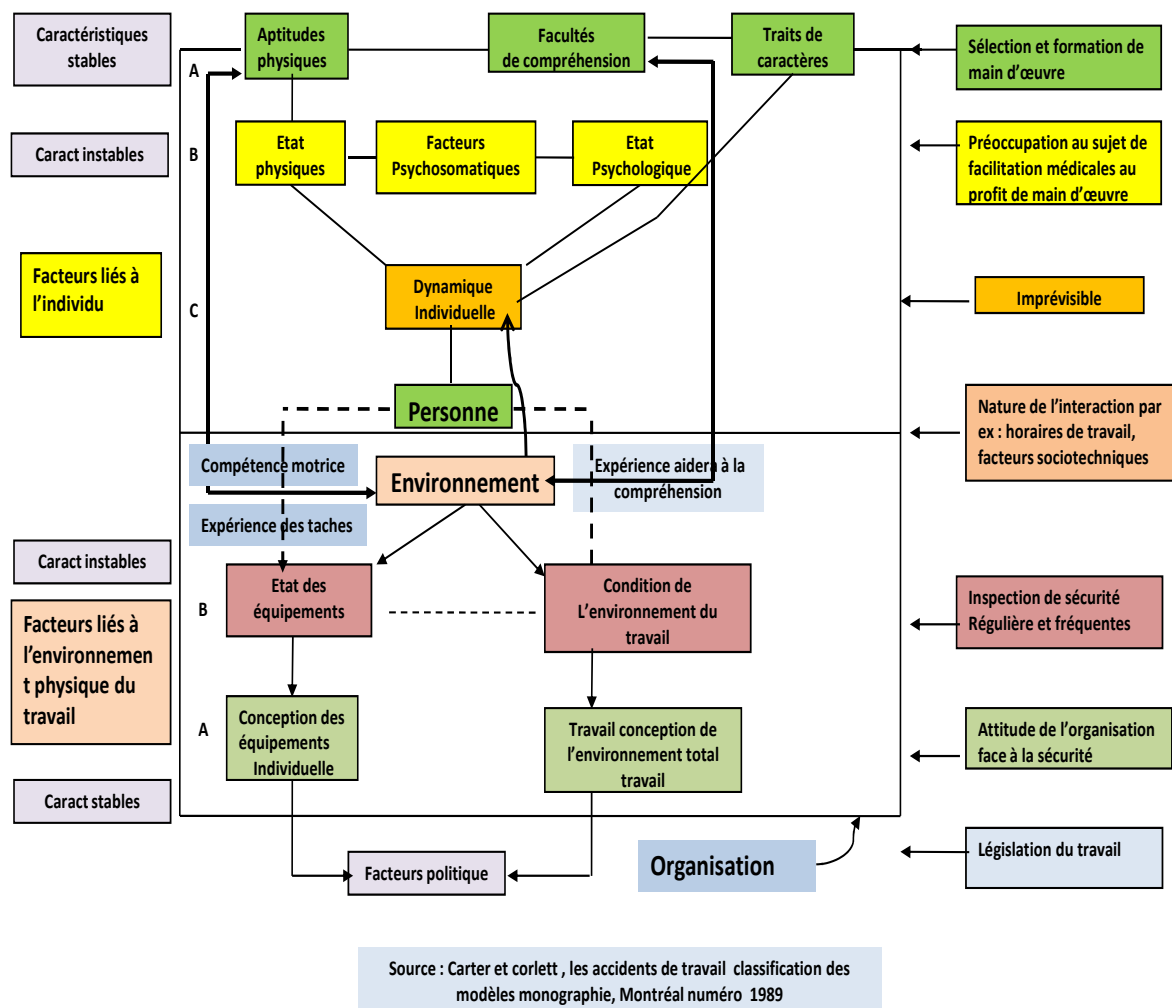 Caractéristiques
stables
Aptitudes
physiques
Facultés
de compréhension
Traits de
caractères
Sélection et formation de
main d'œuvre
A
Caract instables
B
Etat
physiques
Facteurs
Psychosomatiques
Etat
Psychologique
Préoccupation au sujet de
facilitation médicales au
profit de main d'œuvre
Facteurs liés à
l'individu
C
Dynamique
Individuelle
Imprévisible
Personne
Nature de l'interaction par
ex : horaires de travail,
facteurs sociotechniques
Compétence motrice
Environnement
Expérience aidera à la
compréhension
Expérience des taches
Caract instables
B
Etat des
équipements
Condition de
L'environnement du
travail
Inspection de sécurité
Régulière et fréquentes
Facteurs liés à
l'environnemen
t physique du
travail
A
Conception des
équipements
Individuelle
Travail conception de
l'environnement total
travail
Attitude de l'organisation
face à la sécurité
Caract stables
Facteurs politique
Organisation
Législation du travail
Source : Carter et corlett , les accidents de travail classification des
modèles monographie, Montréal numéro 1989